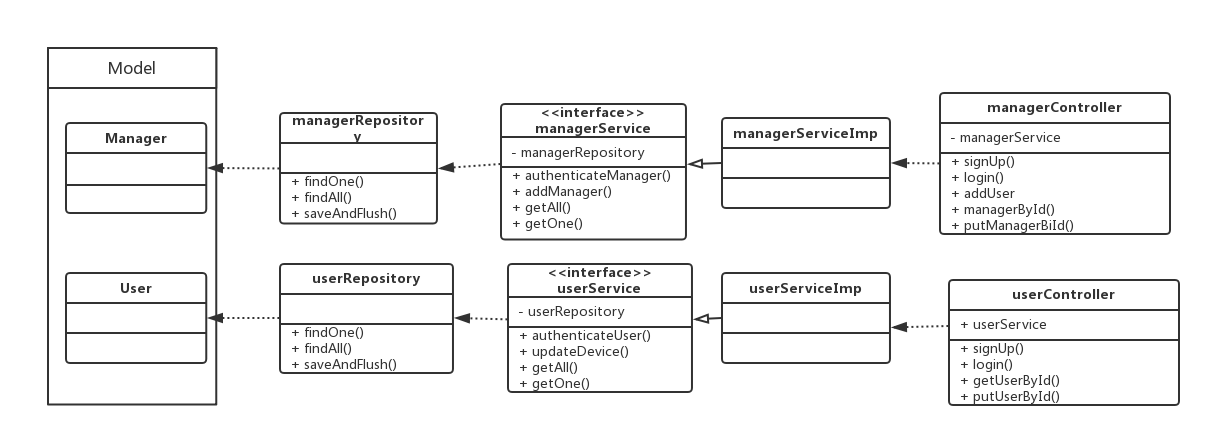 Model
Manager
managerRepositor
y
+ findOne()
+ findAll()
+ saveAndFlush()
<<interface>>
managerService
- managerRepository
+ authenticateManager()
+ addManager()
+ getAll()
+ getOne()
managerServiceImp
managerController
- managerService
+ signUp()
+ login()
+ addUser
+ managerById()
+ putManagerBiId()
User
userRepository
+ findOne()
+ findAll()
+ saveAndFlush()
<<interface>>
userService
- userRepository
+ authenticateUser()
+ updateDevice()
+ getAll()
+ getOne()
userServiceImp
userController
+ userService
+ signUp()
+ login()
+ getUserById()
+ putUserById()